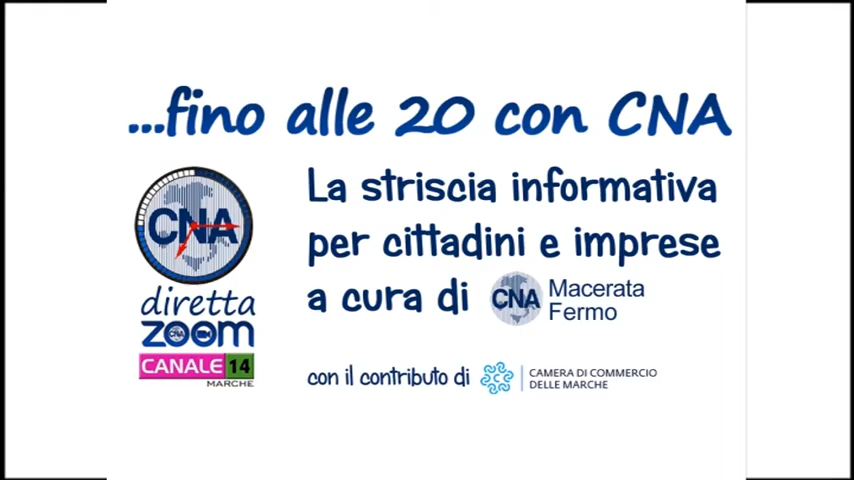 ...fino alle 20 con CNA
CNA
diretta
zoom
CNA
CANALE 14
MARCHE
La striscia informativa
per cittadini e imprese
a cura di CNA Macerata
Fermo
con il contributo di C CAMERA DI COMMERCIO
DELLE MARCHE